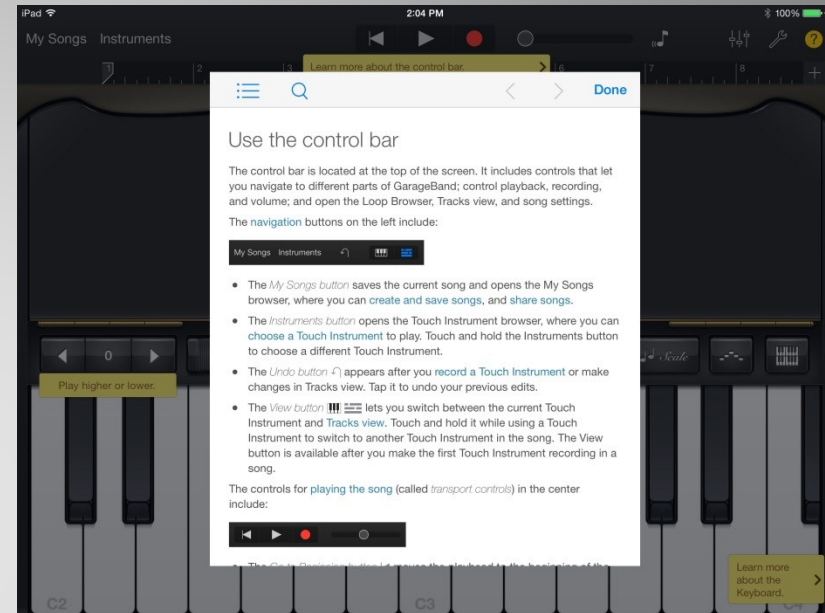 iPad
2:04 PM
100%
My Songs Instruments
?
1 2 3 6 7 8
Learn more about the control bar.
Done
Use the control bar
The control bar is located at the top of the screen. It includes controls that let
you navigate to different parts of GarageBand; control playback, recording,
and volume; and open the Loop Browser, Tracks view, and song settings.
The navigation buttons on the left include:
My Songs Instruments
• The My Songs button saves the current song and opens the My Songs
browser, where you can create and save songs, and share songs.
• The Instruments button opens the Touch Instrument browser, where you can
choose a Touch Instrument to play. Touch and hold the Instruments button
to choose a different Touch Instrument.
• The Undo button appears after you record a Touch Instrument or make
changes in Tracks view. Tap it to undo your previous edits.
• The View button lets you switch between the current Touch
Instrument and Tracks view. Touch and hold it while using a Touch
Instrument to switch to another Touch Instrument in the song. The View
button is available after you make the first Touch Instrument recording in a
song.
The controls for playing the song (called transport controls) in the center
include:
0
Play higher or lower.
Scale
Learn more
about the
Keyboard.
C2
C3
C4